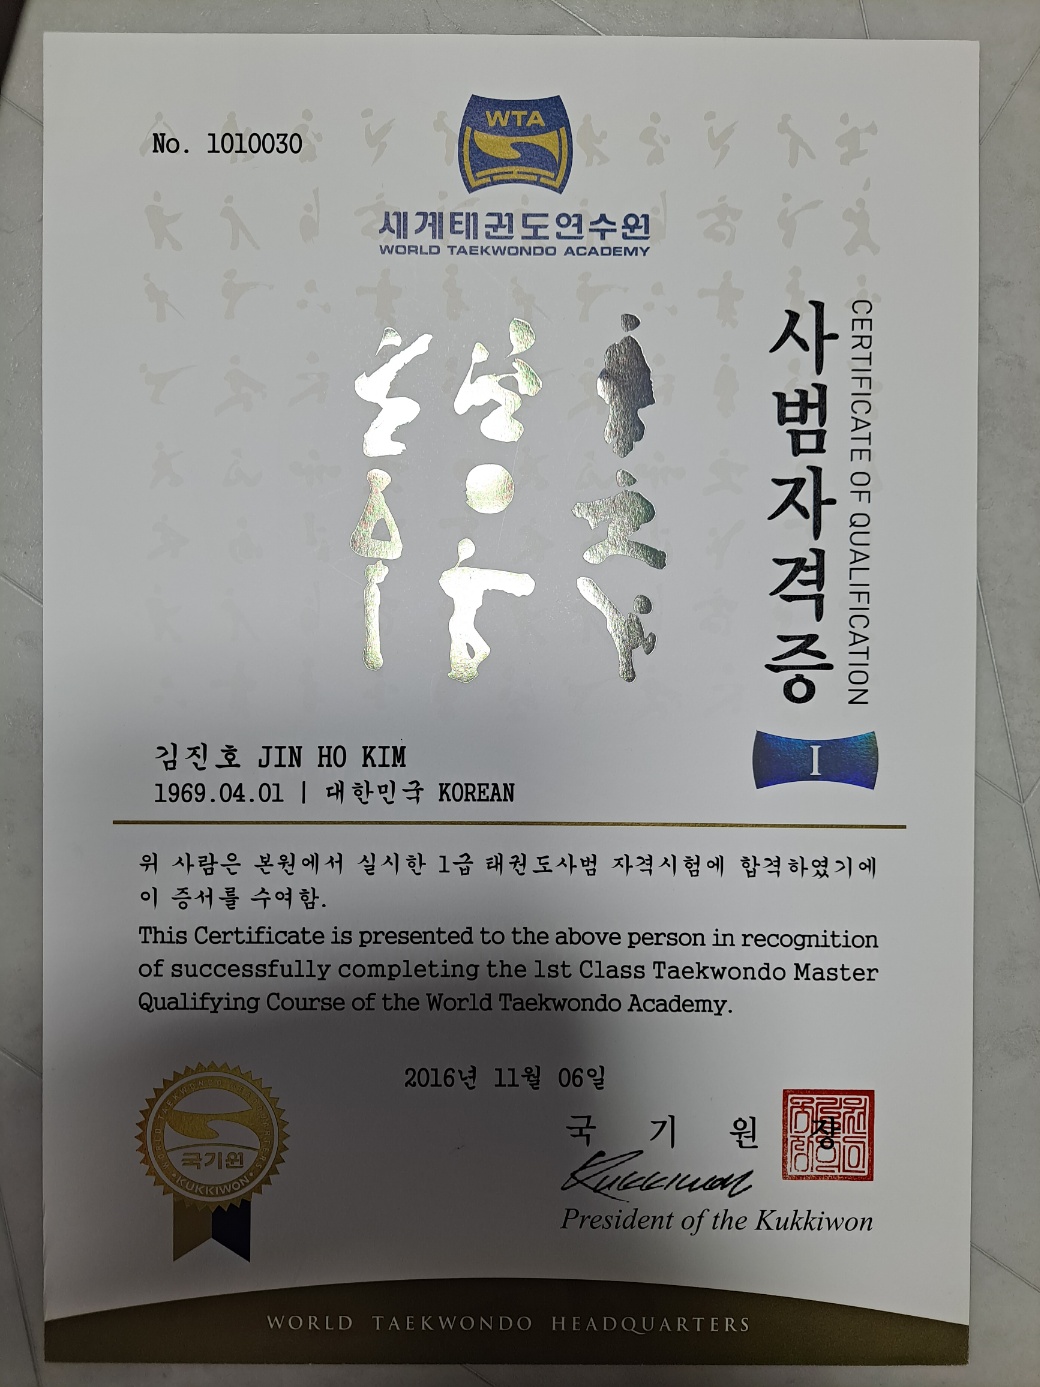 No. 1010030
WTA
세계태권도연수원
WORLD TAEKWONDO ACADEMY
사범자격증
CERTIFICATE OF QUALIFICATION
I
김진호 JIN HO KIM
1969.04.01 | 대한민국 KOREAN
위 사람은 본원에서 실시한 1급 태권도사범 자격시험에 합격하였기에
이 증서를 수여함.
This Certificate is presented to the above person in recognition
of successfully completing the 1st Class Taekwondo Master
Qualifying Course of the World Taekwondo Academy.
2016년 11월 06일
국 기 원 장
Kukkiwon
President of the Kukkiwon
국기원
KUKKIWON
WORLD TAEKWONDO HEADQUARTERS